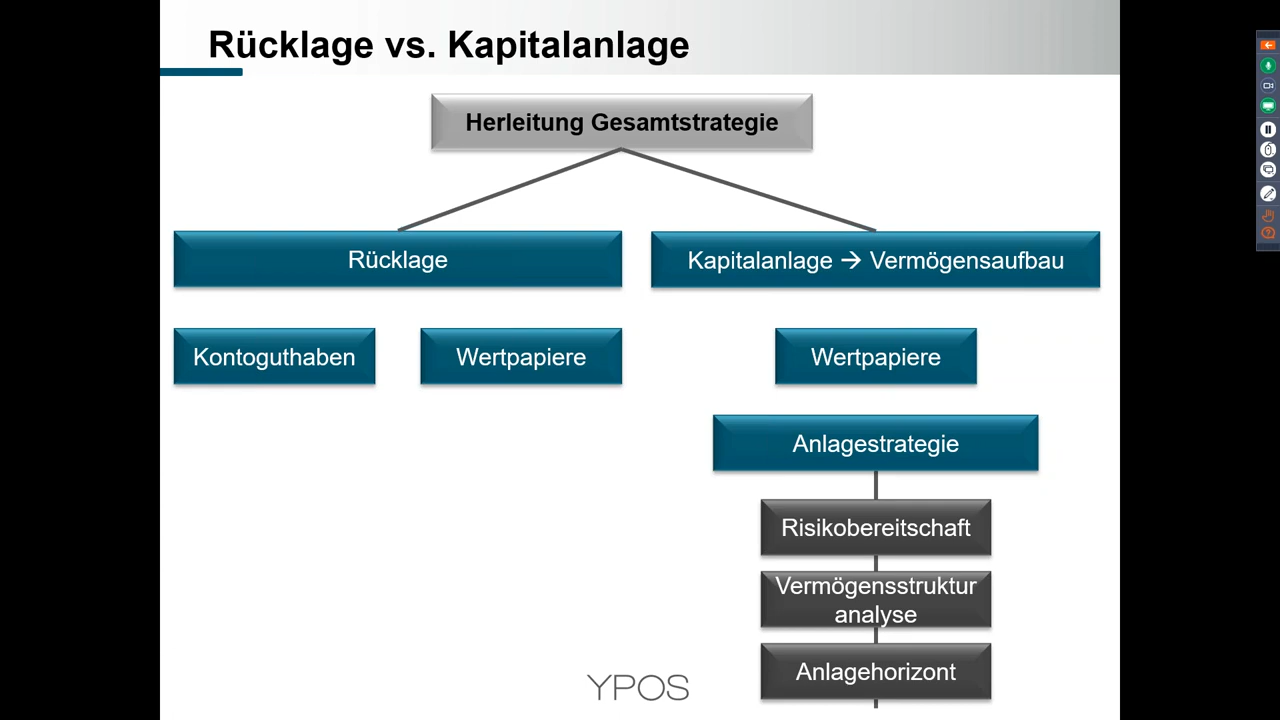 Rücklage vs. Kapitalanlage
Herleitung Gesamtstrategie
Rücklage
Kapitalanlage → Vermögensaufbau
Kontoguthaben
Wertpapiere
Wertpapiere
Anlagestrategie
Risikobereitschaft
Vermögensstruktur
analyse
Anlagehorizont
YPOS